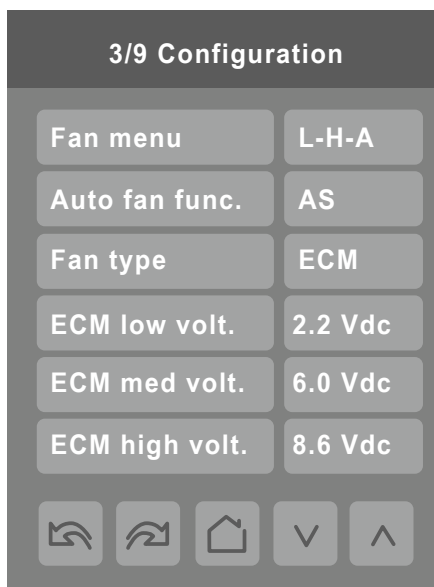 3/9 Configuration
Fan menu L-H-A
Auto fan func. AS
Fan type ECM
ECM low volt. 2.2 Vdc
ECM med volt. 6.0 Vdc
ECM high volt. 8.6 Vdc